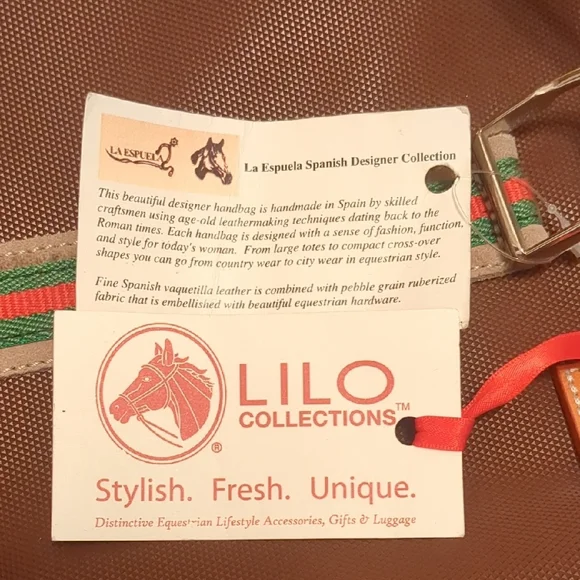 LA ESPUELA
La Espuela Spanish Designer Collection
This beautiful designer handbag is handmade in Spain by skilled
craftsmen using age-old leathermaking techniques dating back to the
Roman times. Each handbag is designed with a sense of fashion, function,
and style for today's woman. From large totes to compact cross-over
shapes you can go from country wear to city wear in equestrian style.
Fine Spanish vaquetilla leather is combined with pebble grain ruberized
fabric that is embellished with beautiful equestrian hardware.
®
LILO
COLLECTIONS™
Stylish. Fresh. Unique.
Distinctive Equestrian Lifestyle Accessories, Gifts & Luggage